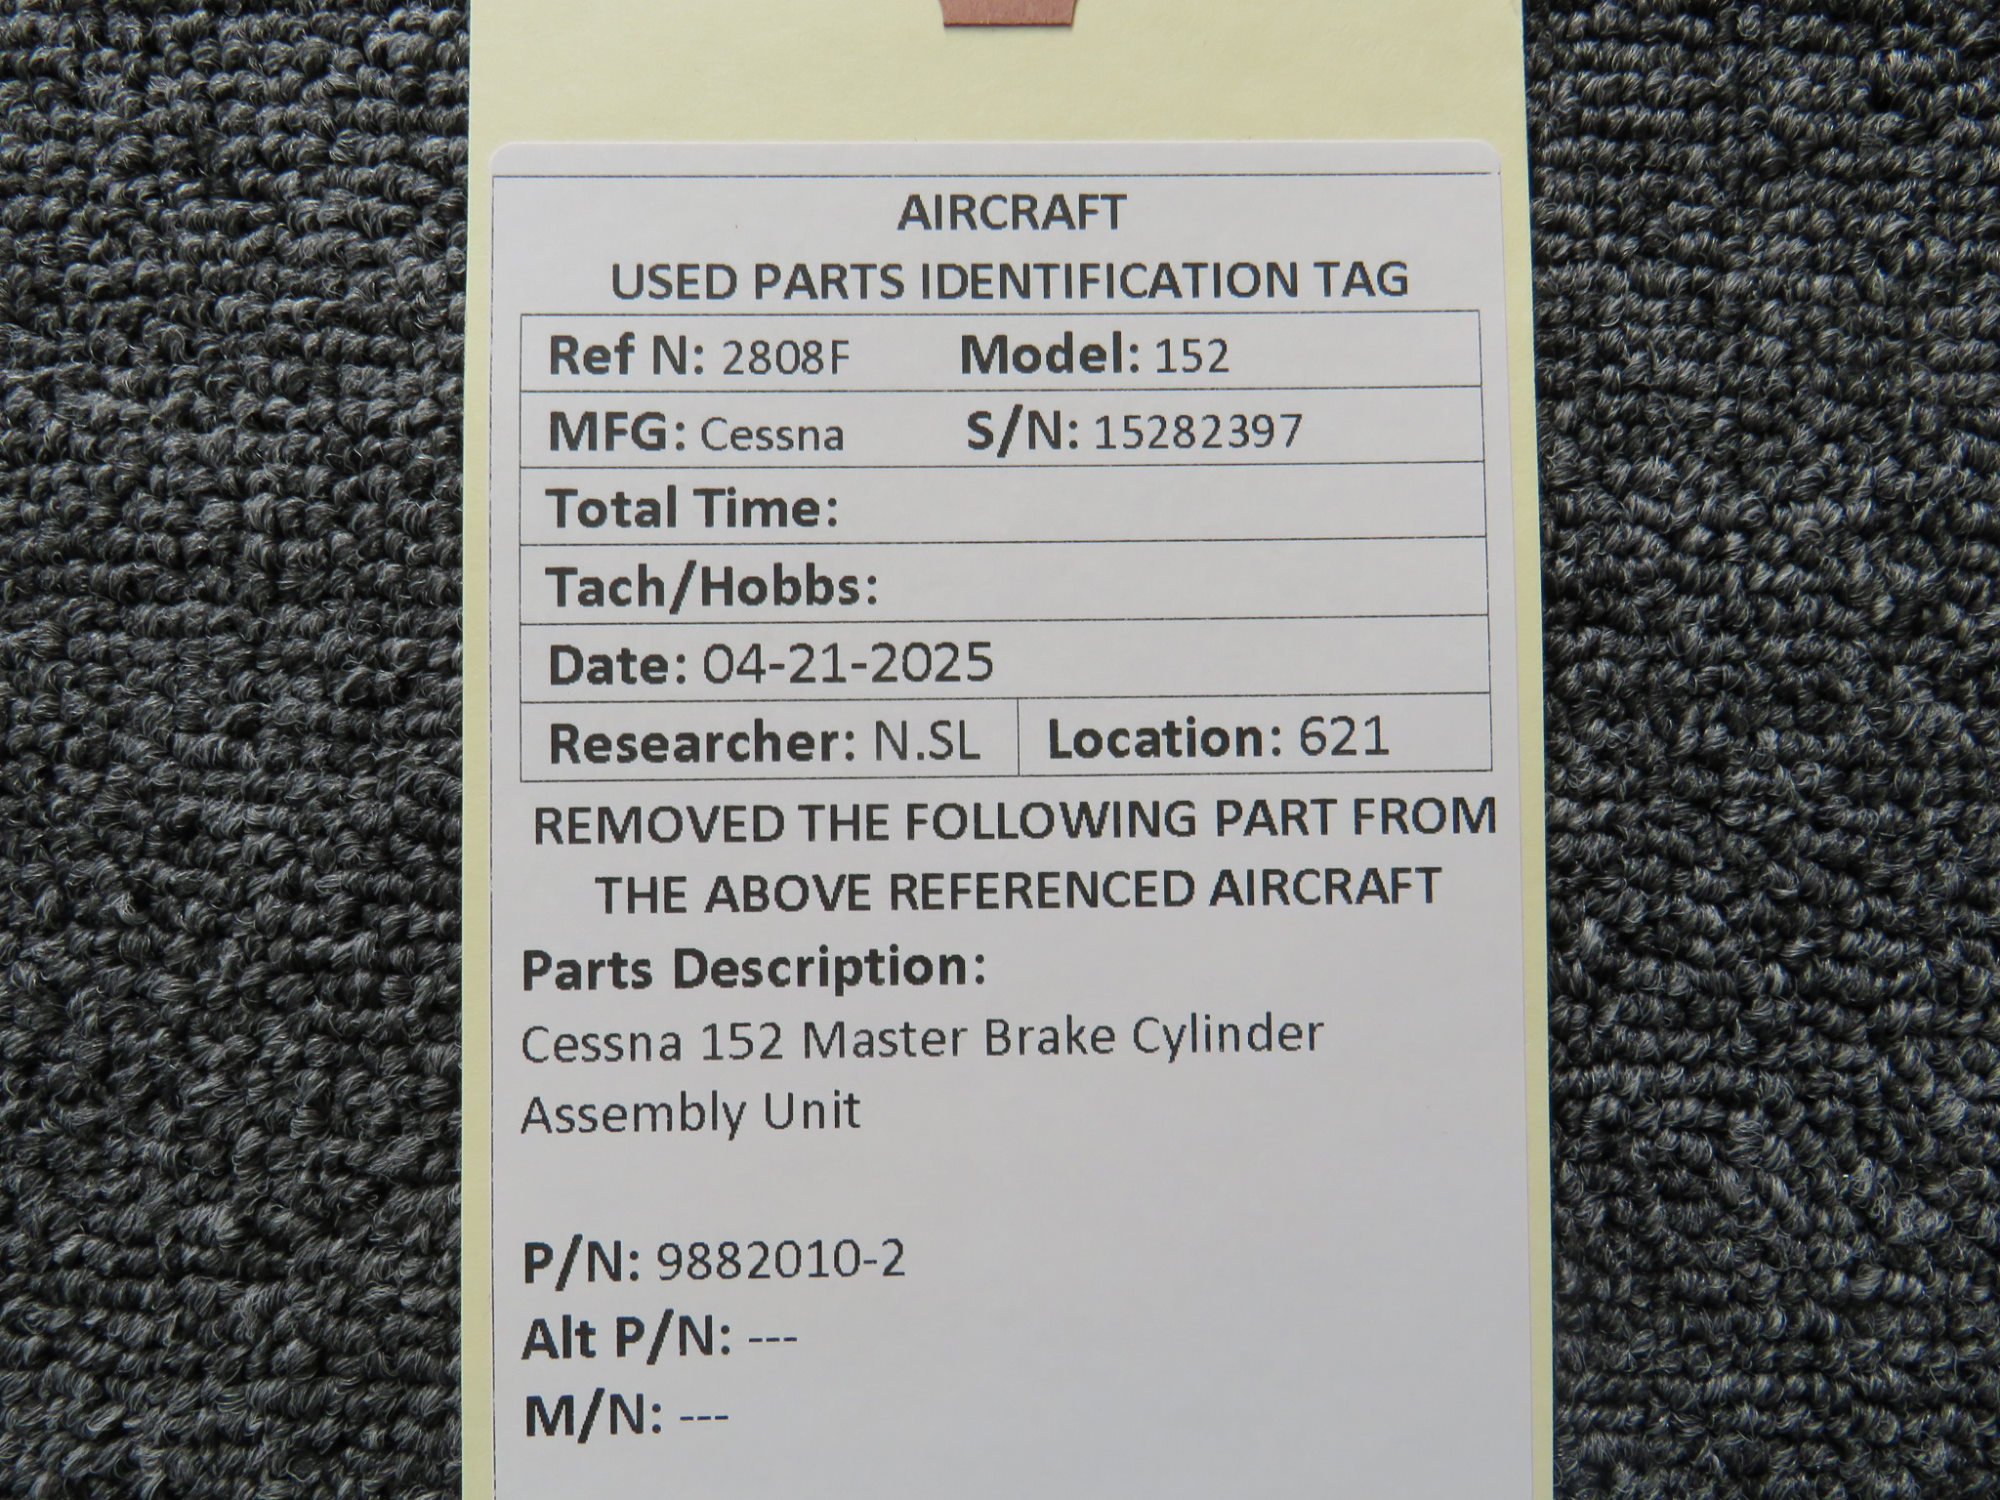 AIRCRAFT
USED PARTS IDENTIFICATION TAG
Ref N: 2808F Model: 152
MFG: Cessna S/N: 15282397
Total Time:
Tach/Hobbs:
Date: 04-21-2025
Researcher: N.SL Location: 621
REMOVED THE FOLLOWING PART FROM
THE ABOVE REFERENCED AIRCRAFT
Parts Description:
Cessna 152 Master Brake Cylinder
Assembly Unit
P/N: 9882010-2
Alt P/N: ---
M/N: ---